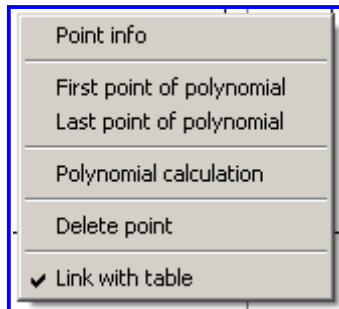 Point info
First point of polynomial
Last point of polynomial
Polynomial calculation
Delete point
Link with table